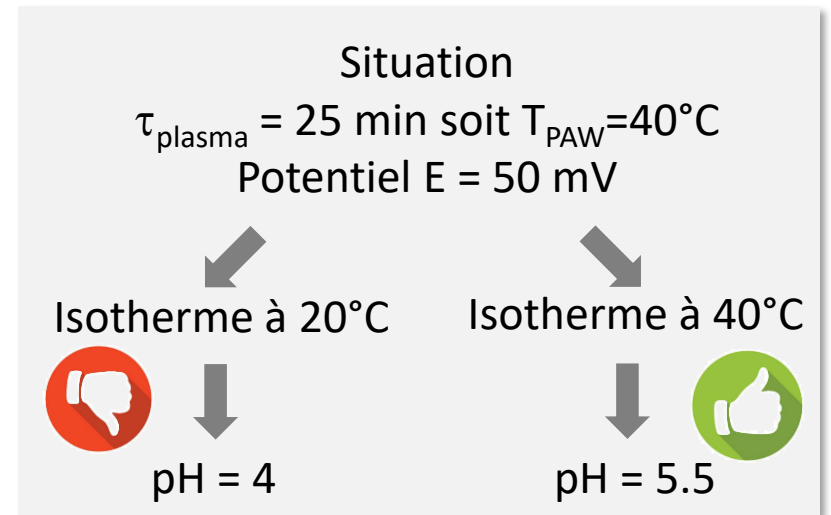 Situation
τplasma = 25 min soit TPAW=40°C
Potentiel E = 50 mV
Isotherme à 20°C
Isotherme à 40°C
pH = 4
pH = 5.5